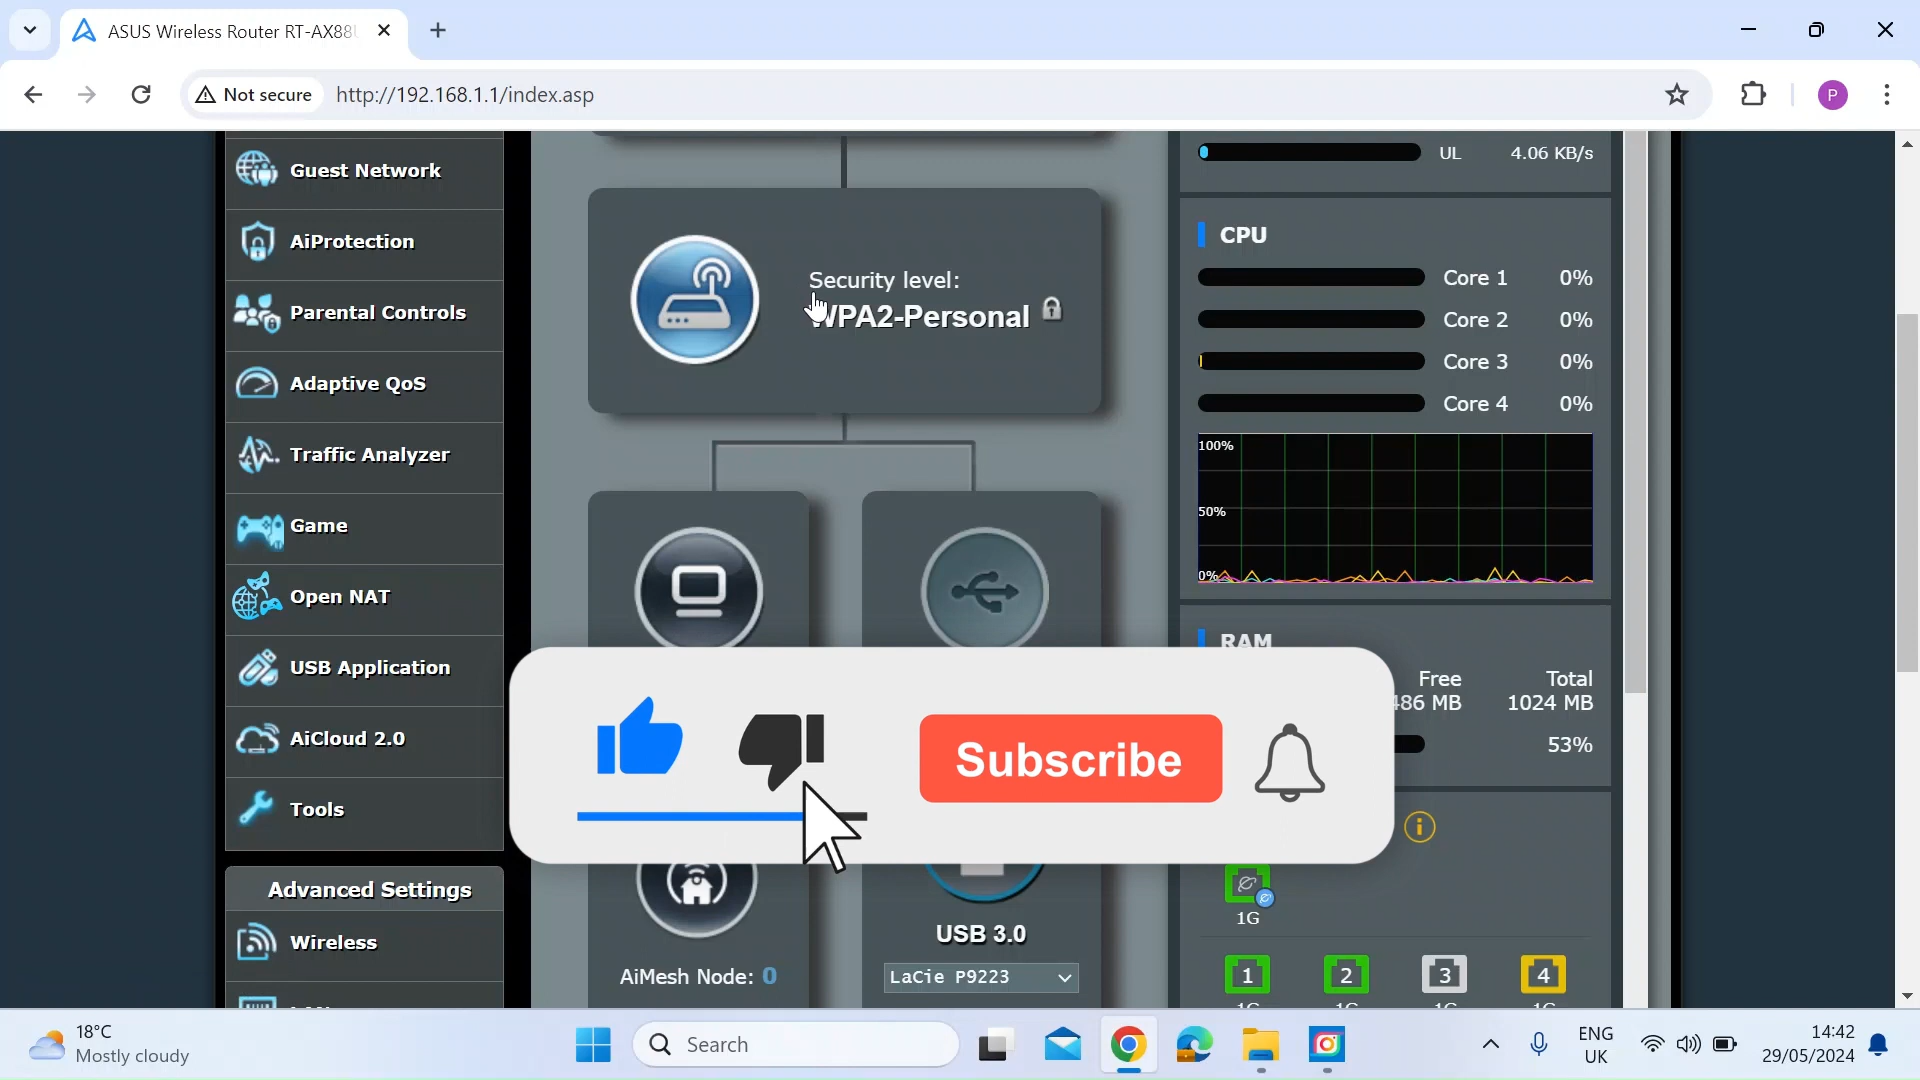 ASUS Wireless Router RT-AX88
Not secure
http://192.168.1.1/index.asp
P
Guest Network
AiProtection
Parental Controls
Adaptive QoS
Traffic Analyzer
Game
Open NAT
USB Application
AiCloud 2.0
Tools
Advanced Settings
Wireless
Security level:
WPA2-Personal
AiMesh Node: 0
USB 3.0
LaCie P9223
UL 4.06 KB/s
CPU
Core 1 0%
Core 2 0%
Core 3 0%
Core 4 0%
100%
50%
0%
RAM
Free Total
486 MB 1024 MB
53%
1G
1 2 3 4
1G 1G 1G 1G
Subscribe
18°C
Mostly cloudy
Search
ENG
UK
14:42
29/05/2024